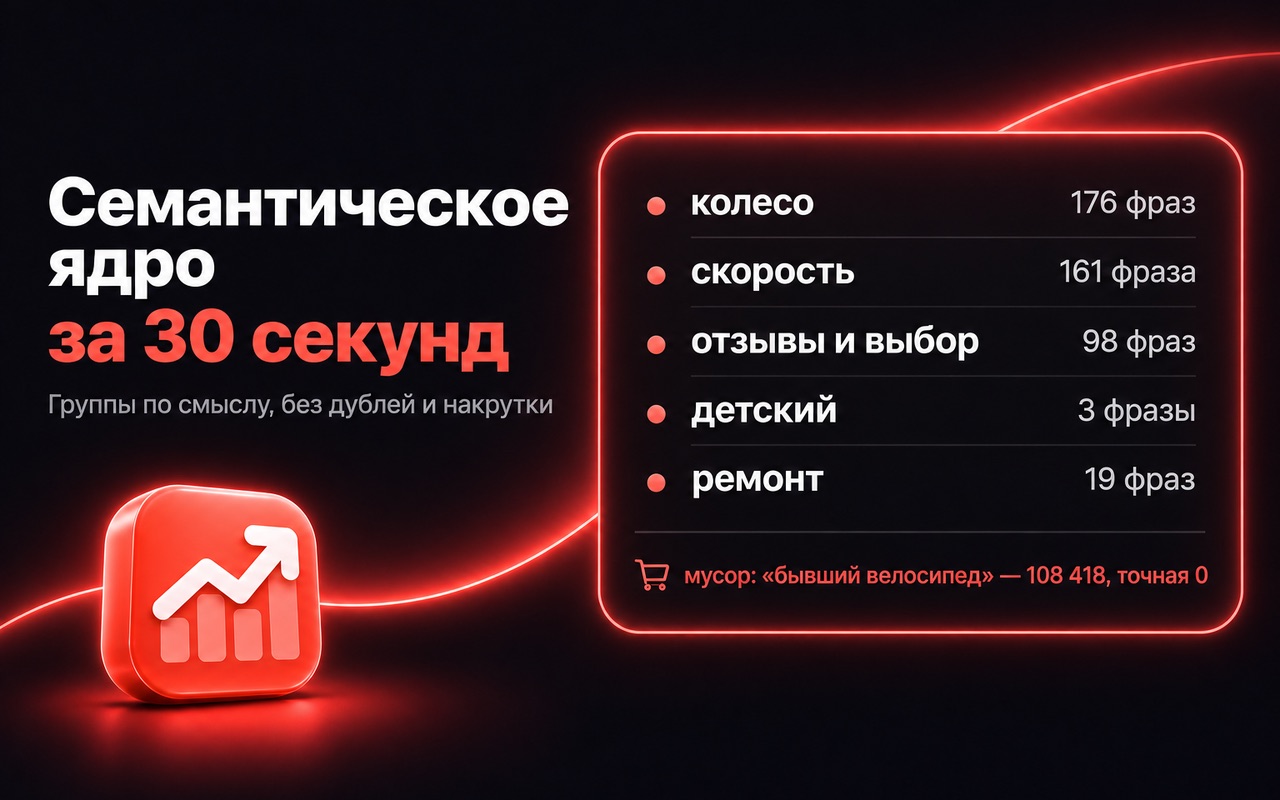 Семантическое
ядро
за 30 секунд
Группы по смыслу, без дублей и накрутки
колесо 176 фраз
скорость 161 фраза
отзывы и выбор 98 фраз
детский 3 фразы
ремонт 19 фраз
мусор: «бывший велосипед» — 108 418, точная 0